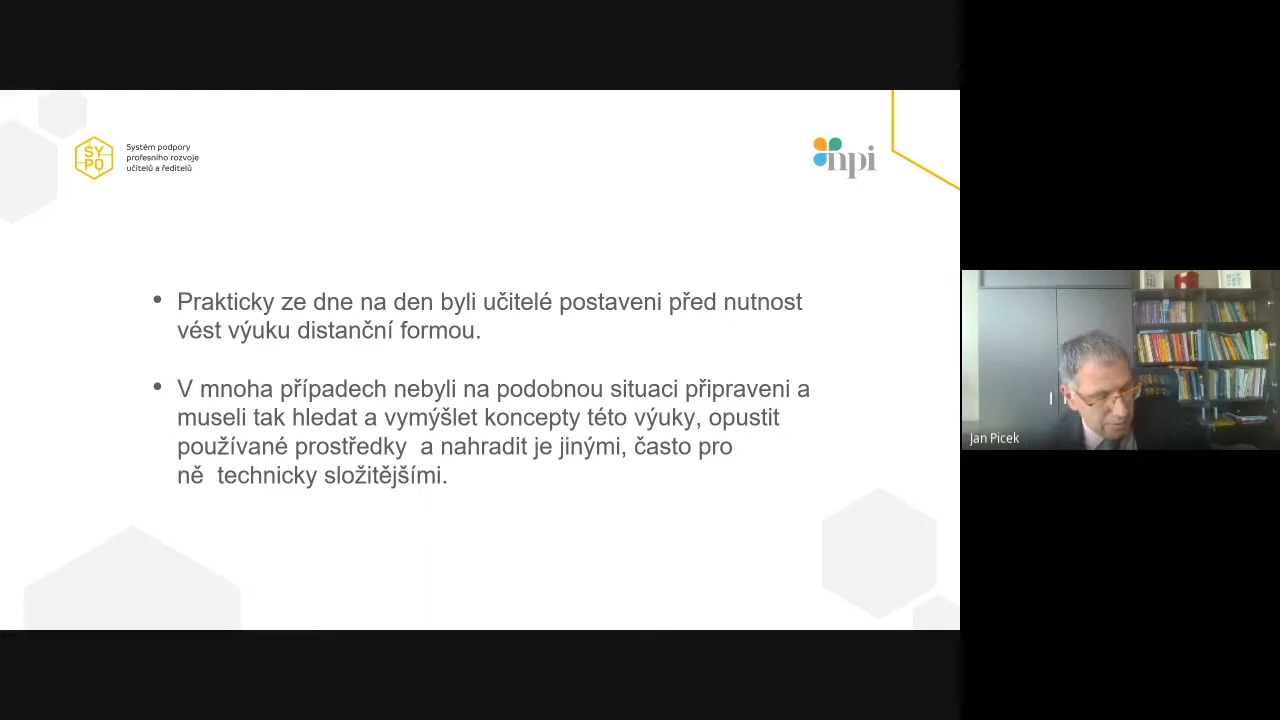 SY
PO
Systém podpory
profesního rozvoje
učitelů a ředitelů
npi
• Prakticky ze dne na den byli učitelé postaveni před nutnost
vést výuku distanční formou.
• V mnoha případech nebyli na podobnou situaci připraveni a
museli tak hledat a vymýšlet koncepty této výuky, opustit
používané prostředky  a nahradit je jinými, často pro
ně  technicky složitějšími.
Jan Picek